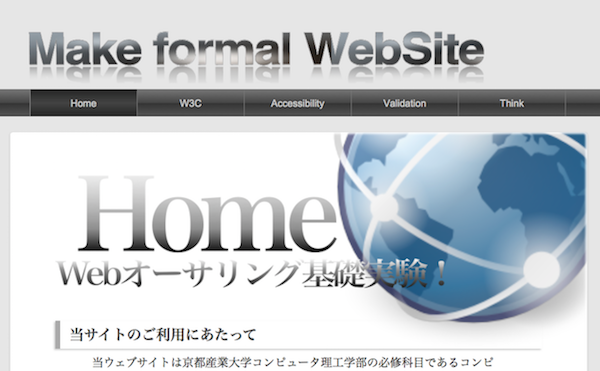 Make formal WebSite
Home W3C Accessibility Validation Think
Home
Webオーサリング基礎実験！
当サイトのご利用にあたって
当ウェブサイトは京都産業大学コンピュータ理工学部の必修科目であるコンピ